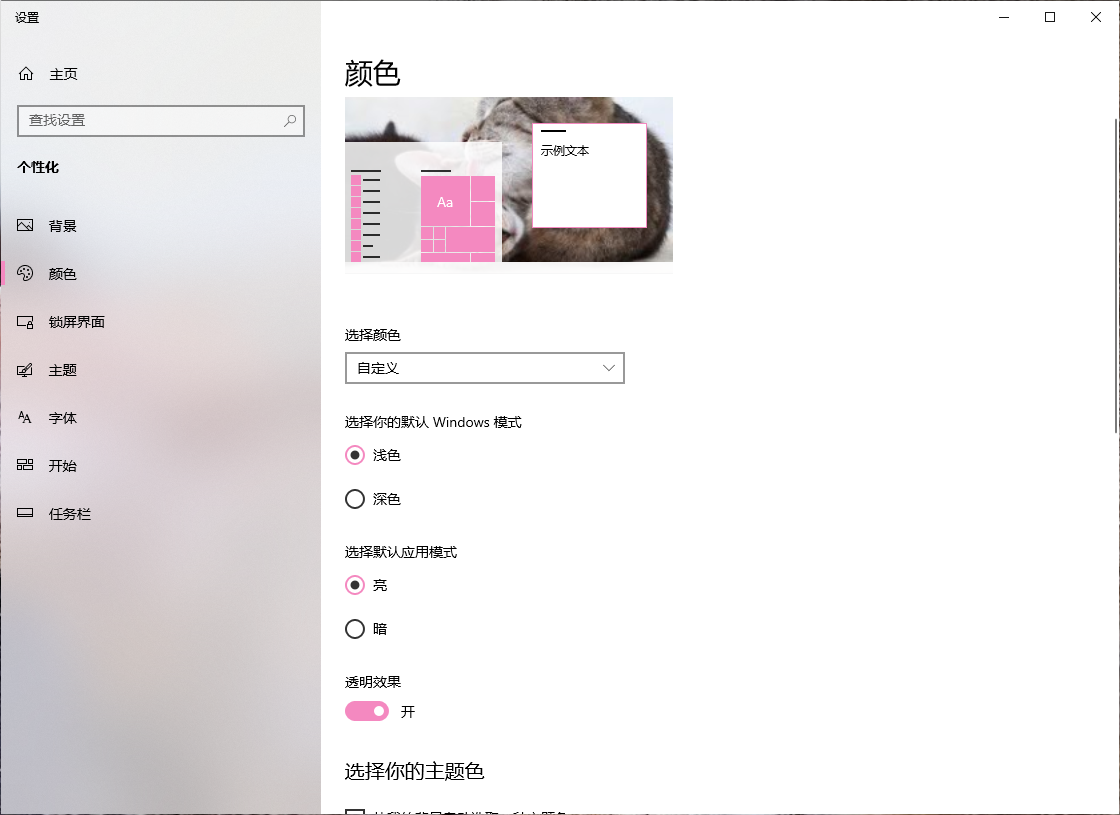 设置
主页
查找设置
个性化
背景
颜色
锁屏界面
主题
字体
开始
任务栏
颜色
示例文本
Aa
选择颜色
自定义
选择你的默认 Windows 模式
浅色
深色
选择默认应用模式
亮
暗
透明效果
开
选择你的主题色